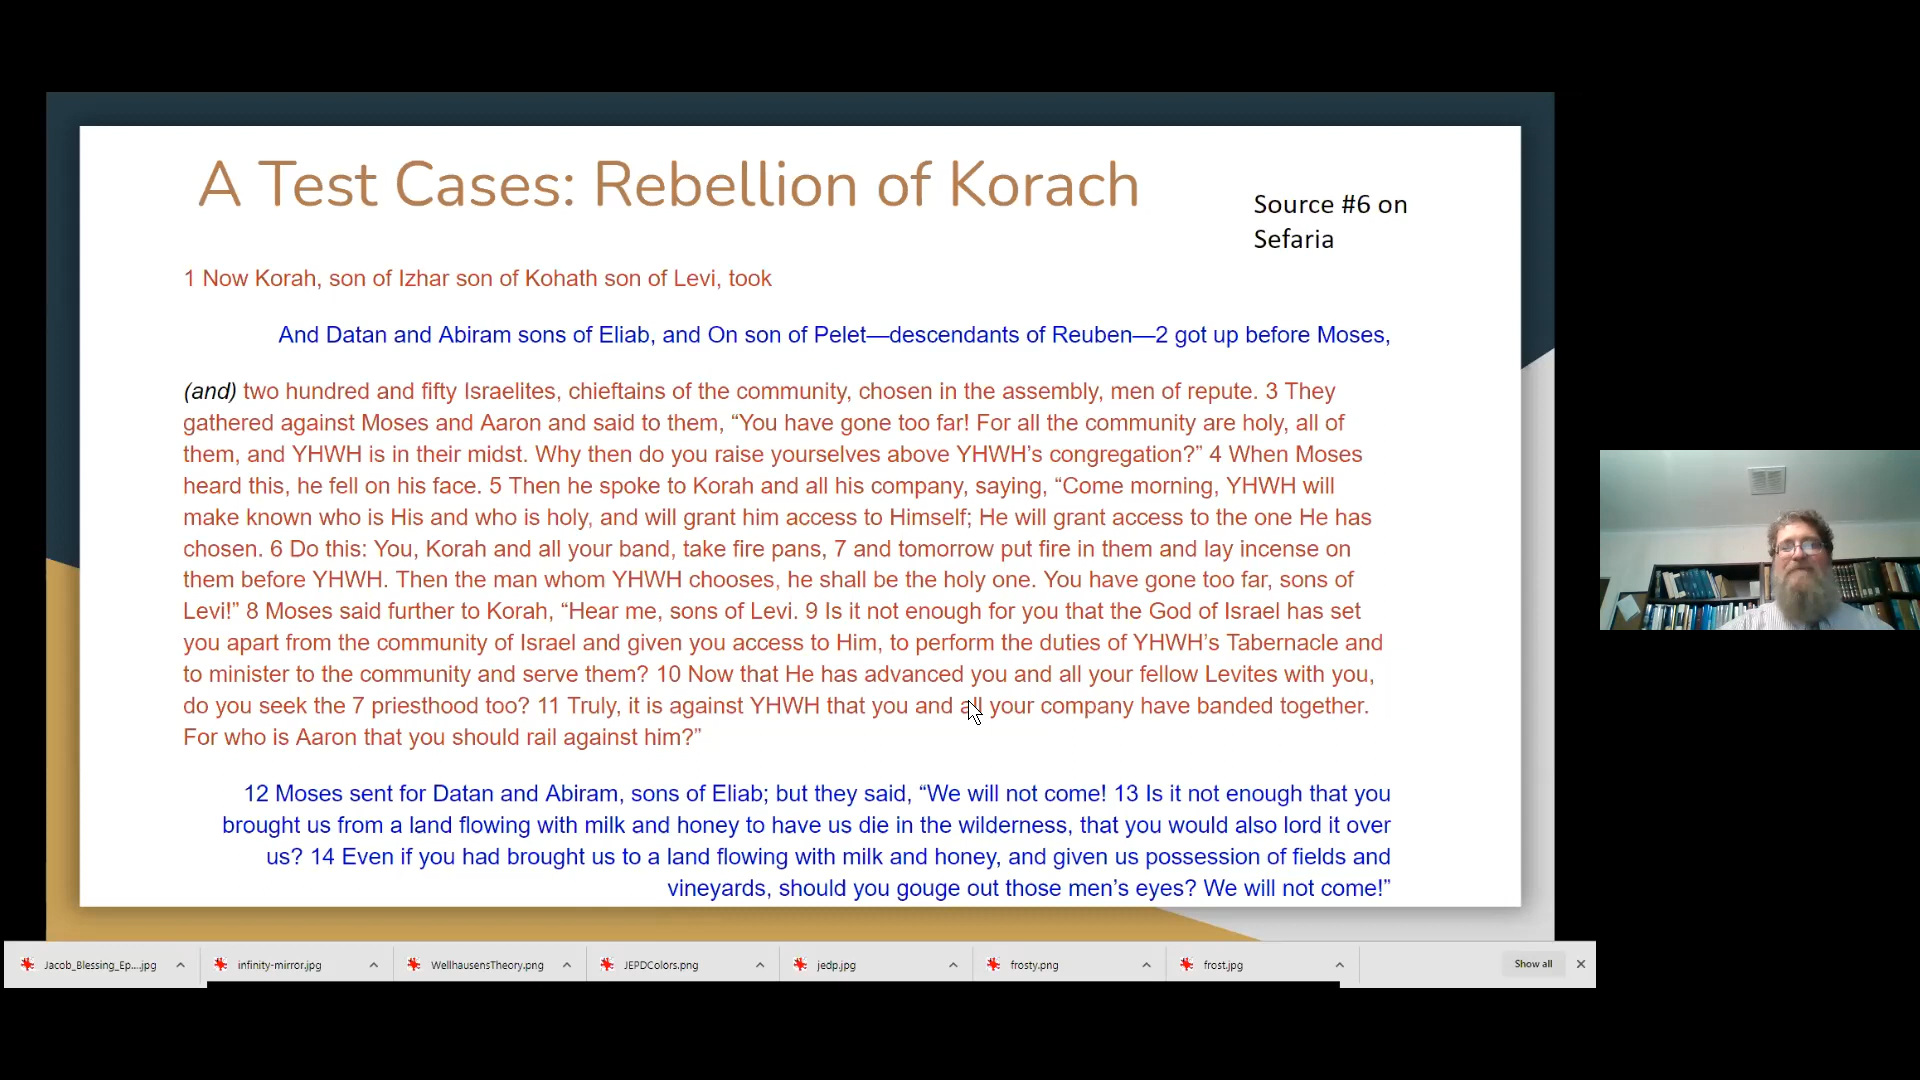 A Test Cases: Rebellion of Korach
Source #6 on
Sefaria
1 Now Korah, son of Izhar son of Kohath son of Levi, took
And Datan and Abiram sons of Eliab, and On son of Pelet—descendants of Reuben—2 got up before Moses,
(and) two hundred and fifty Israelites, chieftains of the community, chosen in the assembly, men of repute. 3 They
gathered against Moses and Aaron and said to them, “You have gone too far! For all the community are holy, all of
them, and YHWH is in their midst. Why then do you raise yourselves above YHWH’s congregation?” 4 When Moses
heard this, he fell on his face. 5 Then he spoke to Korah and all his company, saying, “Come morning, YHWH will
make known who is His and who is holy, and will grant him access to Himself; He will grant access to the one He has
chosen. 6 Do this: You, Korah and all your band, take fire pans, 7 and tomorrow put fire in them and lay incense on
them before YHWH. Then the man whom YHWH chooses, he shall be the holy one. You have gone too far, sons of
Levi!” 8 Moses said further to Korah, “Hear me, sons of Levi. 9 Is it not enough for you that the God of Israel has set
you apart from the community of Israel and given you access to Him, to perform the duties of YHWH’s Tabernacle and
to minister to the community and serve them? 10 Now that He has advanced you and all your fellow Levites with you,
do you seek the 7 priesthood too? 11 Truly, it is against YHWH that you and all your company have banded together.
For who is Aaron that you should rail against him?”
12 Moses sent for Datan and Abiram, sons of Eliab; but they said, “We will not come! 13 Is it not enough that you
brought us from a land flowing with milk and honey to have us die in the wilderness, that you would also lord it over
us? 14 Even if you had brought us to a land flowing with milk and honey, and given us possession of fields and
vineyards, should you gouge out those men’s eyes? We will not come!”
Jacob_Blessing_Ep....jpg
infinity-mirror.jpg
WellhausensTheory.png
JEPDColors.png
jedp.jpg
frosty.png
frost.jpg
Show all